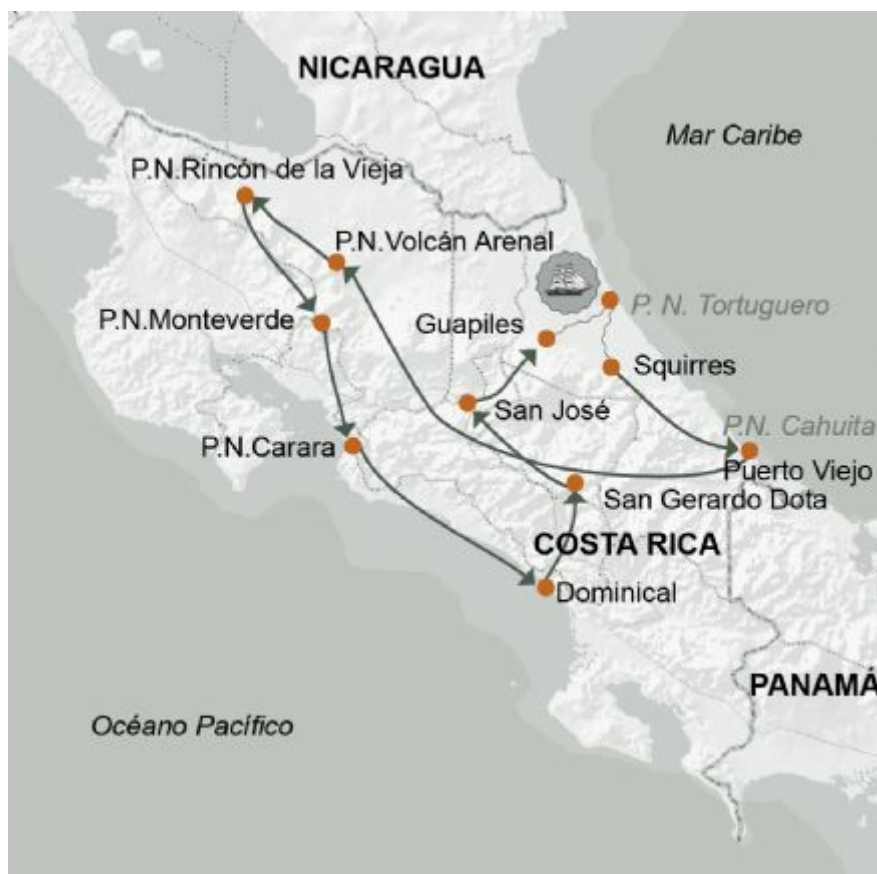 NICARAGUA
Mar Caribe
P.N.Rincón de la Vieja
P.N.Volcán Arenal
P. N. Tortuguero
P.N.Monteverde
Guapiles
Squirres
San José
P.N. Cahuita
P.N.Carara
Puerto Viejo
San Gerardo Dota
COSTA RICA
Dominical
PANAMÁ
Océano Pacífico